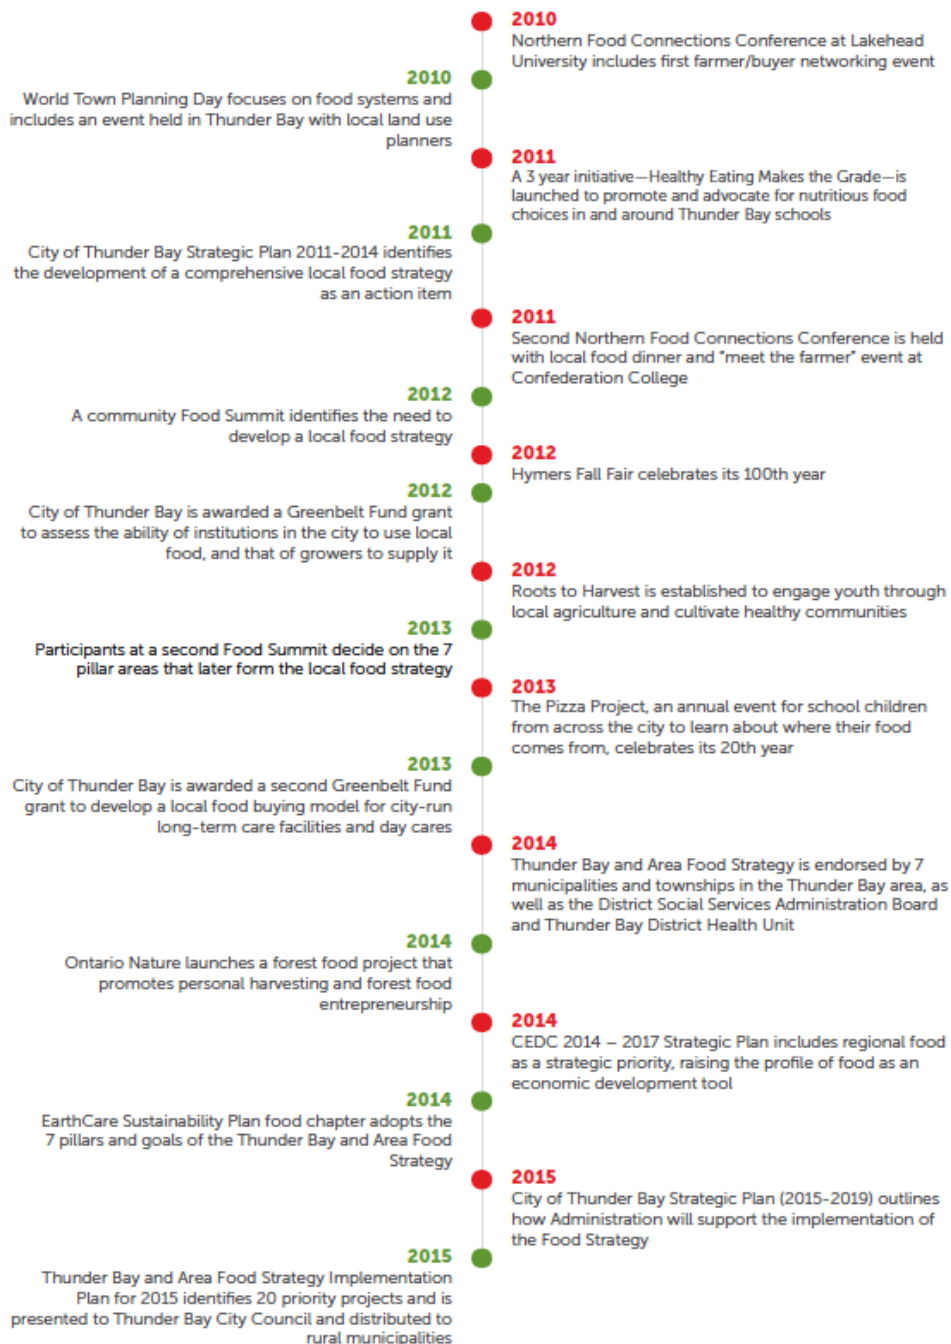 2010
Northern Food Connections Conference at Lakehead
University includes first farmer/buyer networking event
2010
World Town Planning Day focuses on food systems and
includes an event held in Thunder Bay with local land use
planners
2011
A 3 year initiative—Healthy Eating Makes the Grade—is
launched to promote and advocate for nutritious food
choices in and around Thunder Bay schools
2011
City of Thunder Bay Strategic Plan 2011-2014 identifies
the development of a comprehensive local food strategy
as an action item
2011
Second Northern Food Connections Conference is held
with local food dinner and "meet the farmer" event at
Confederation College
2012
A community Food Summit identifies the need to
develop a local food strategy
2012
Hymers Fall Fair celebrates its 100th year
2012
City of Thunder Bay is awarded a Greenbelt Fund grant
to assess the ability of institutions in the city to use local
food, and that of growers to supply it
2012
Roots to Harvest is established to engage youth through
local agriculture and cultivate healthy communities
2013
Participants at a second Food Summit decide on the 7
pillar areas that later form the local food strategy
2013
The Pizza Project, an annual event for school children
from across the city to learn about where their food
comes from, celebrates its 20th year
2013
City of Thunder Bay is awarded a second Greenbelt Fund
grant to develop a local food buying model for city-run
long-term care facilities and day cares
2014
Thunder Bay and Area Food Strategy is endorsed by 7
municipalities and townships in the Thunder Bay area, as
well as the District Social Services Administration Board
and Thunder Bay District Health Unit
2014
Ontario Nature launches a forest food project that
promotes personal harvesting and forest food
entrepreneurship
2014
CEDC 2014 – 2017 Strategic Plan includes regional food
as a strategic priority, raising the profile of food as an
economic development tool
2014
EarthCare Sustainability Plan food chapter adopts the
7 pillars and goals of the Thunder Bay and Area Food
Strategy
2015
City of Thunder Bay Strategic Plan (2015-2019) outlines
how Administration will support the implementation of
the Food Strategy
2015
Thunder Bay and Area Food Strategy Implementation
Plan for 2015 identifies 20 priority projects and is
presented to Thunder Bay City Council and distributed to
rural municipalities